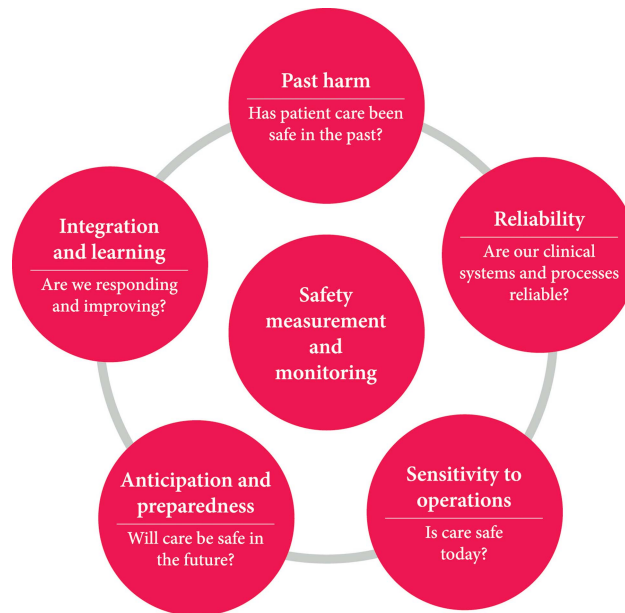 Past harm
Has patient care been
safe in the past?
Reliability
Are our clinical
systems and processes
reliable?
Sensitivity to
operations
Is care safe
today?
Anticipation and
preparedness
Will care be safe in
the future?
Integration
and learning
Are we responding
and improving?
Safety
measurement
and
monitoring